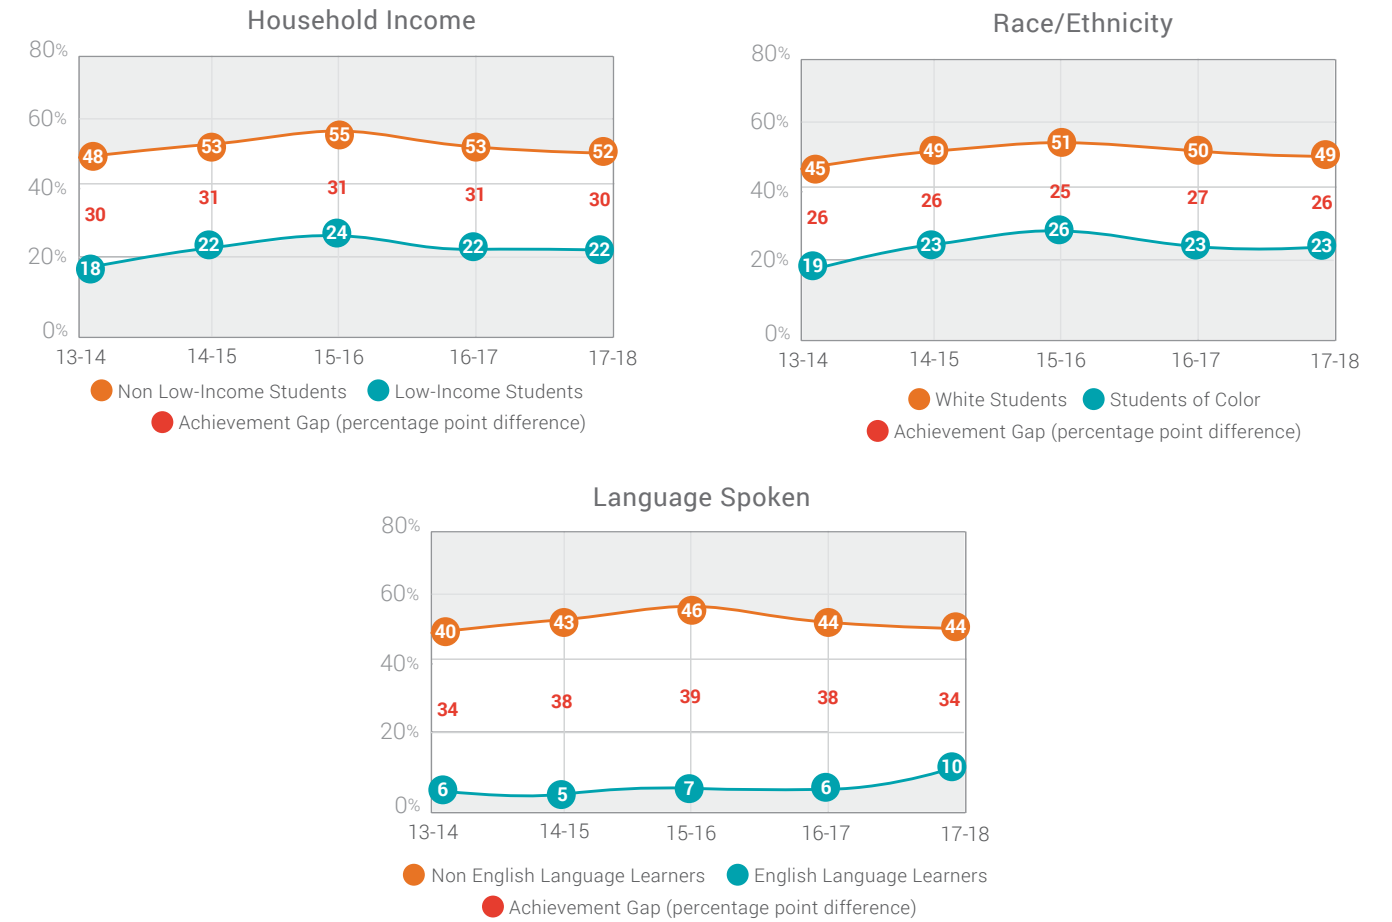 Household Income
80%
60%
40%
20%
0%
48 53 55 53 52
30 31 31 31 30
18 22 24 22 22
13-14 14-15 15-16 16-17 17-18
Non Low-Income Students Low-Income Students
Achievement Gap (percentage point difference)
Race/Ethnicity
80%
60%
40%
20%
0%
45 49 51 50 49
26 26 25 27 26
19 23 26 23 23
13-14 14-15 15-16 16-17 17-18
White Students Students of Color
Achievement Gap (percentage point difference)
Language Spoken
80%
60%
40%
20%
0%
40 43 46 44 44
34 38 39 38 34
6 5 7 6 10
13-14 14-15 15-16 16-17 17-18
Non English Language Learners English Language Learners
Achievement Gap (percentage point difference)